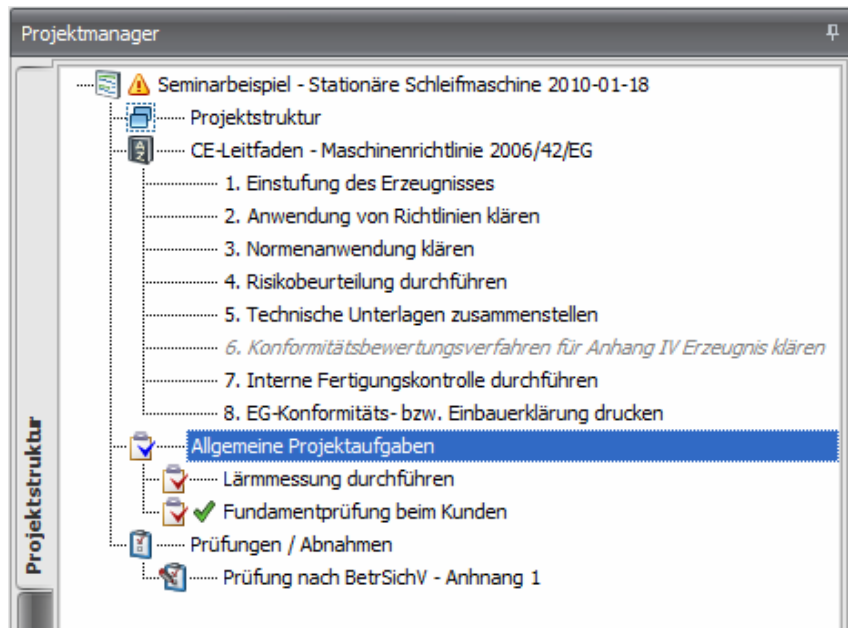 Projektmanager
Seminarbeispiel - Stationäre Schleifmaschine 2010-01-18
Projektstruktur
CE-Leitfaden - Maschinenrichtlinie 2006/42/EG
1. Einstufung des Erzeugnisses
2. Anwendung von Richtlinien klären
3. Normenanwendung klären
4. Risikobeurteilung durchführen
5. Technische Unterlagen zusammenstellen
6. Konformitätsbewertungsverfahren für Anhang IV Erzeugnis klären
7. Interne Fertigungskontrolle durchführen
8. EG-Konformitäts- bzw. Einbauerklärung drucken
Allgemeine Projektaufgaben
Lärmmessung durchführen
Fundamentprüfung beim Kunden
Prüfungen / Abnahmen
Prüfung nach BetrSichV - Anhnang 1
Projektstruktur